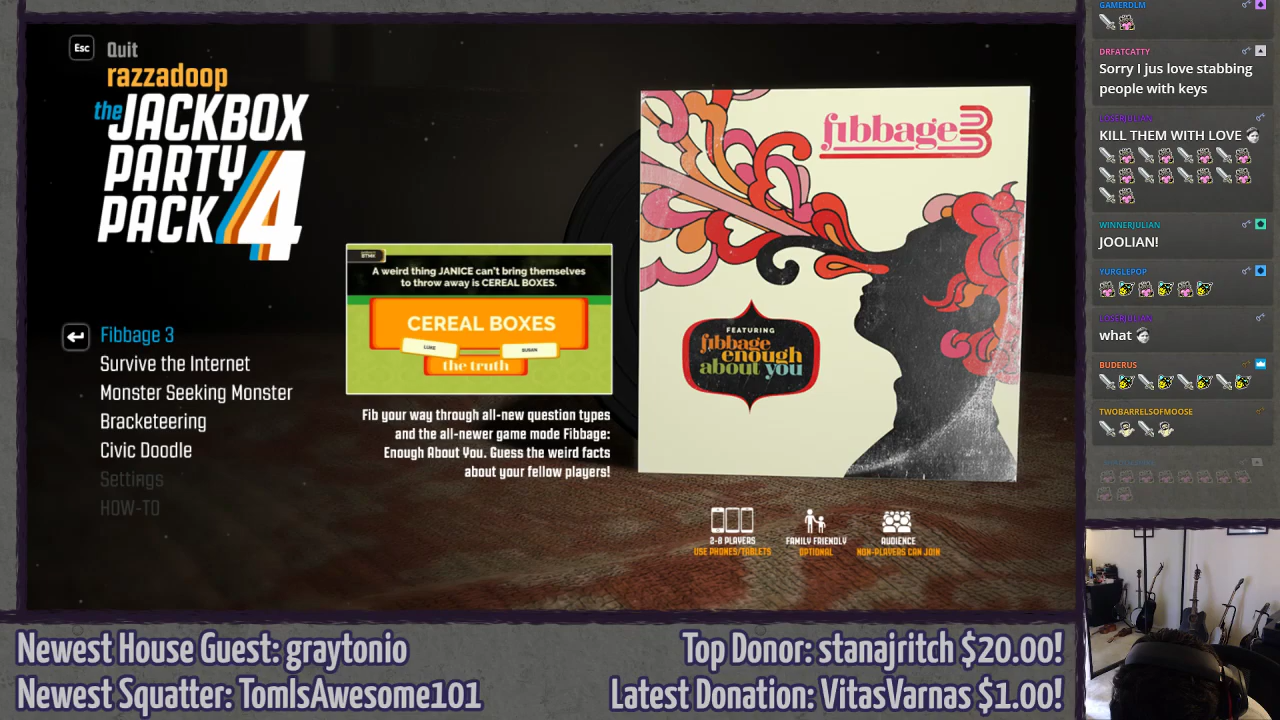 Esc Quit
razzadoop
the JACKBOX
PARTY
PACK 4
Fibbage 3
Survive the Internet
Monster Seeking Monster
Bracketeering
Civic Doodle
Settings
HOW-TO
A weird thing JANICE can't bring themselves
to throw away is CEREAL BOXES.
CEREAL BOXES
LUKE
SUSAN
the truth
Fib your way through all-new question types
and the all-newer game mode Fibbage:
Enough About You. Guess the weird facts
about your fellow players!
fibbage 3
FEATURING
fibbage
enough
about you
2-8 PLAYERS
USE PHONES/TABLETS
FAMILY FRIENDLY
OPTIONAL
AUDIENCE
NON-PLAYERS CAN JOIN
GAMERDLM
DRFATCATTY
Sorry I jus love stabbing
people with keys
LOSERJULIAN
KILL THEM WITH LOVE
WINNERJULIAN
JOOLIAN!
YURGLEPOP
LOSERJULIAN
what
BUDERUS
TWOBARRELSOFMOOSE
Newest House Guest: graytonio
Newest Squatter: TomIsAwesome101
Top Donor: stanajritch $20.00!
Latest Donation: VitasVarnas $1.00!